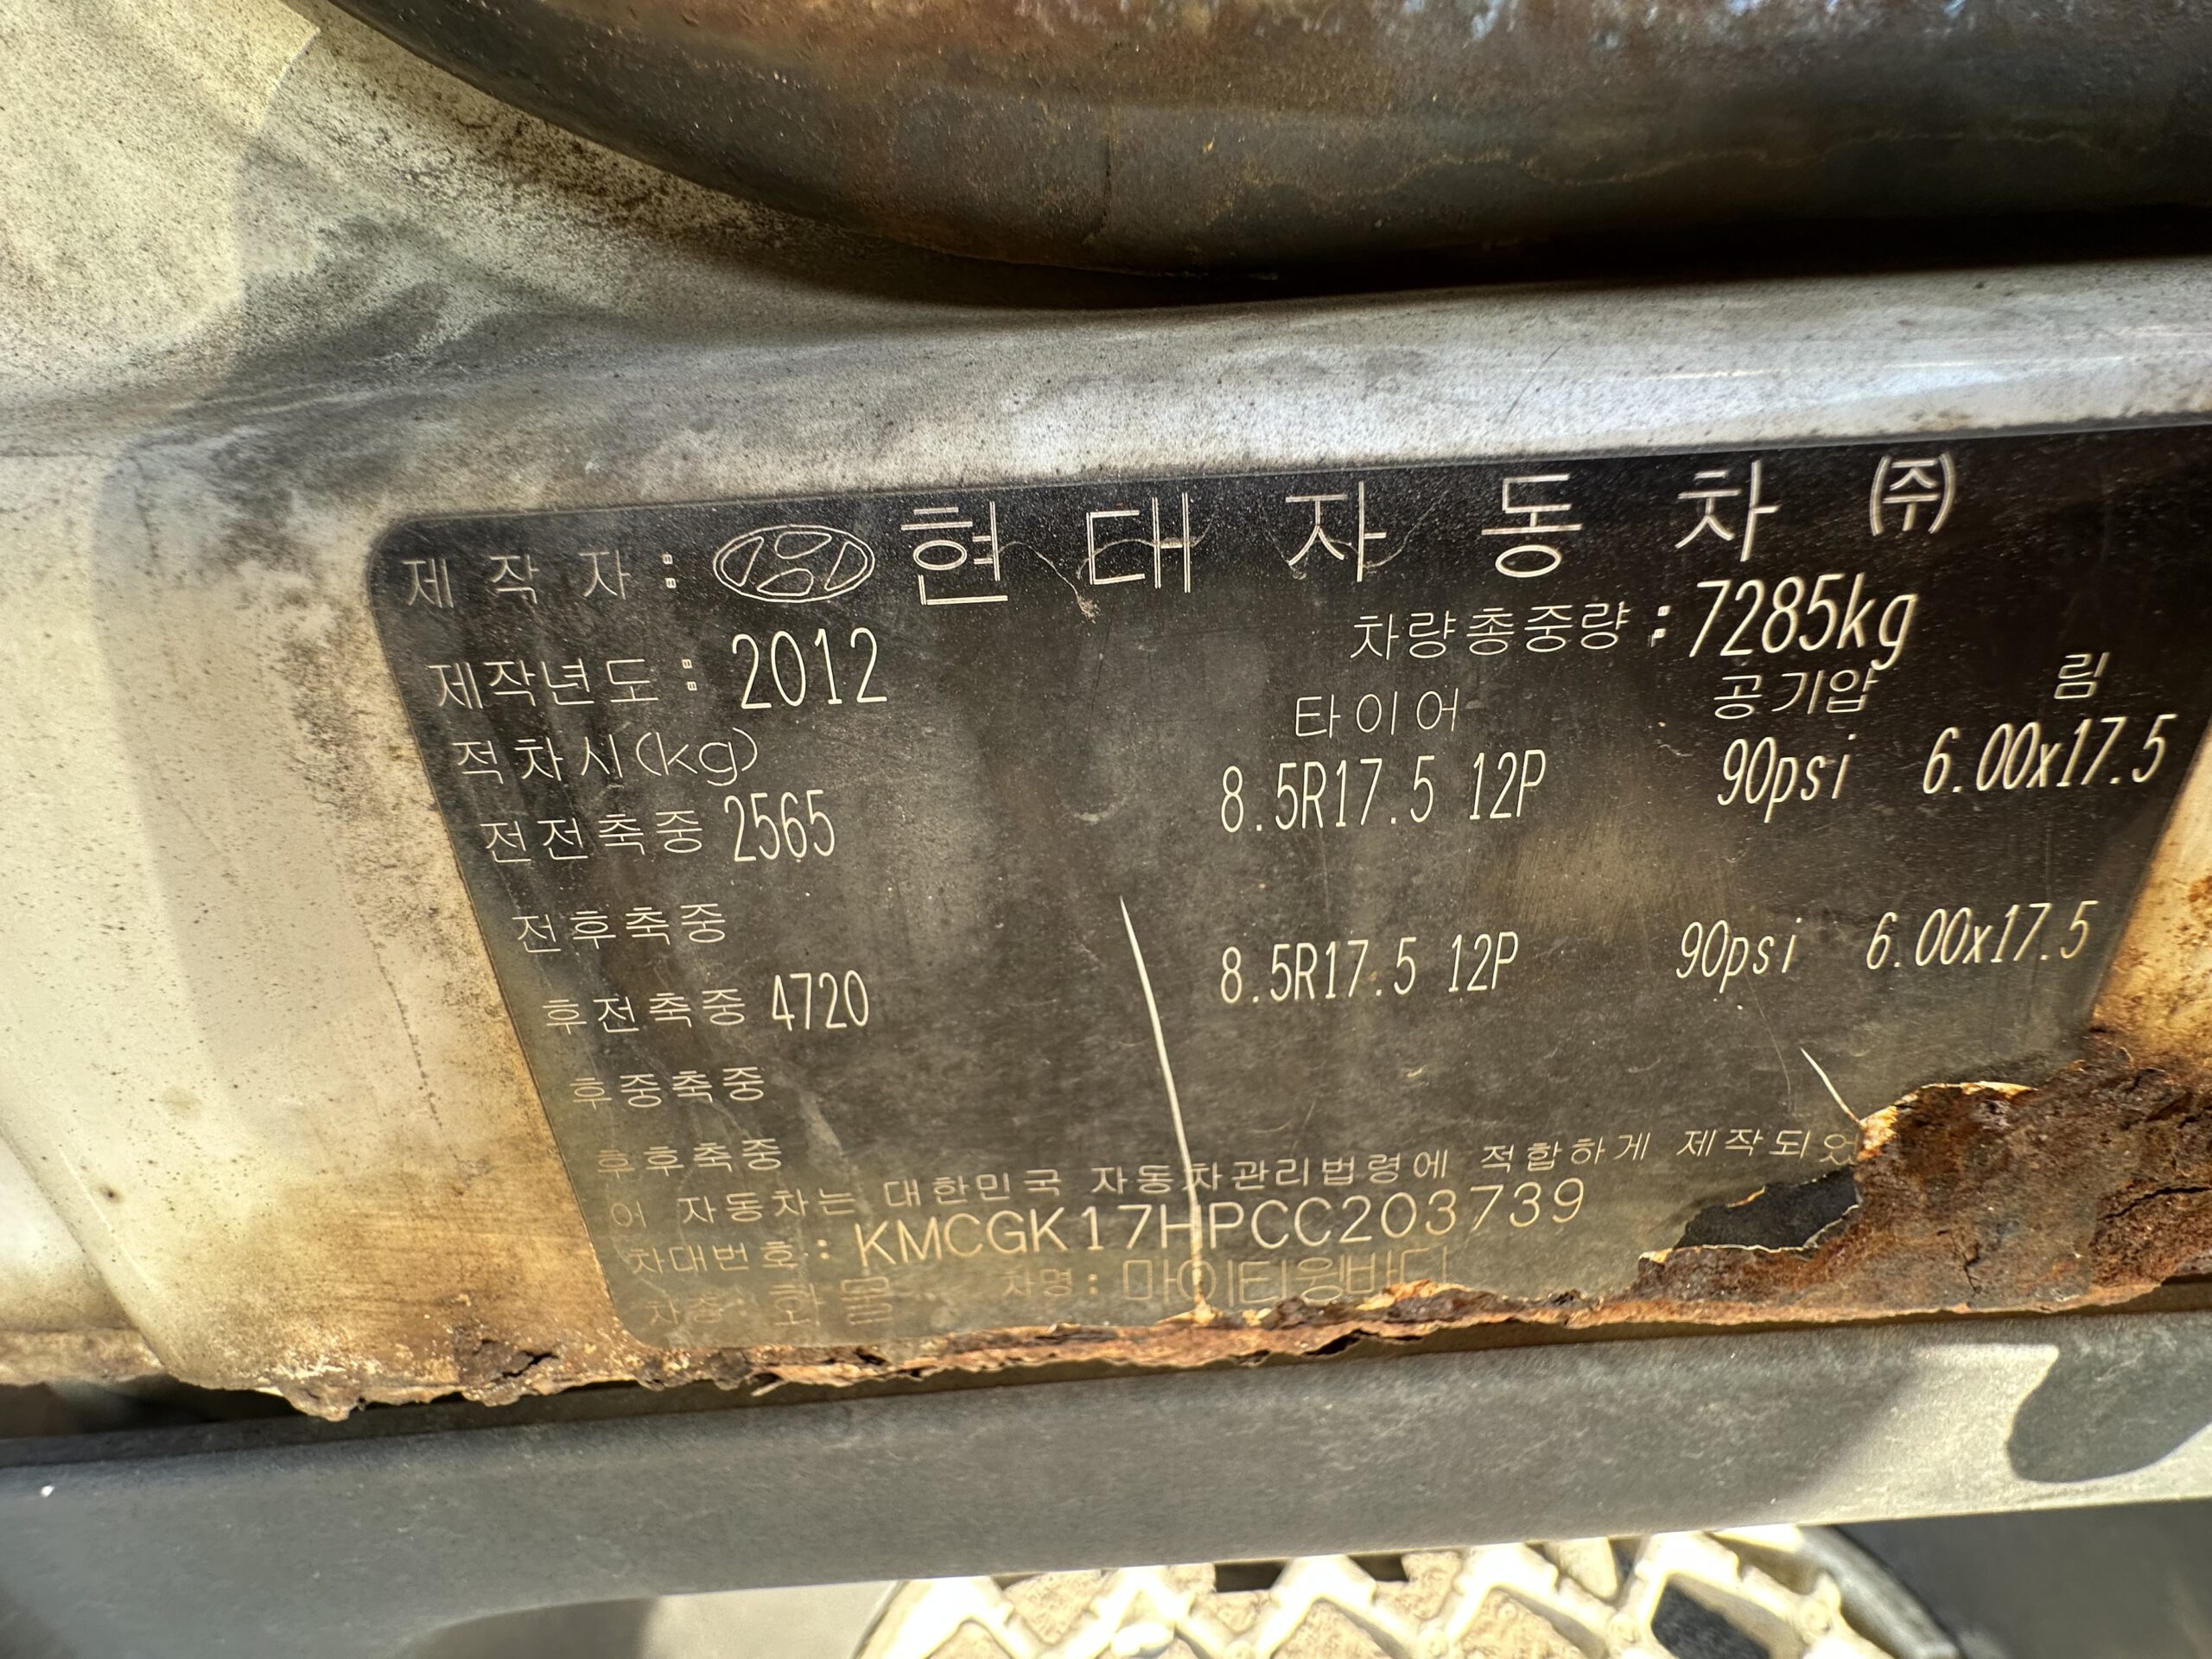 제작자: 현대자동차㈜
제작년도: 2012 차량총중량: 7285kg
적차시(kg) 타이어 공기압 림
전전축중 2565 8.5R17.5 12P 90psi 6.00x17.5
전후축중
후전축중 4720 8.5R17.5 12P 90psi 6.00x17.5
후중축중
후후축중
이 자동차는 대한민국 자동차관리법령에 적합하게 제작되었
차대번호: KMCGK17HPCC203739
차종: 화물 차명: 마이티윙바디